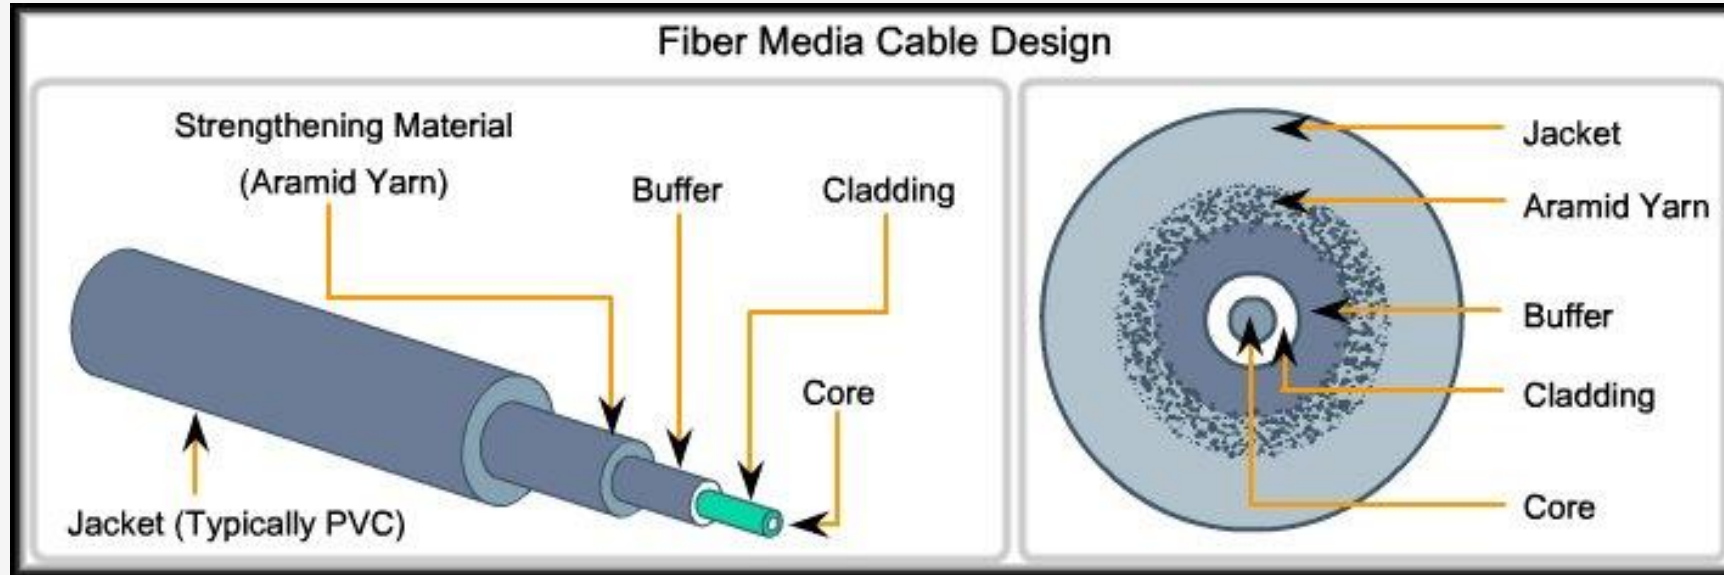 Fiber Media Cable Design
Strengthening Material
(Aramid Yarn)
Buffer
Cladding
Core
Jacket (Typically PVC)
Jacket
Aramid Yarn
Buffer
Cladding
Core